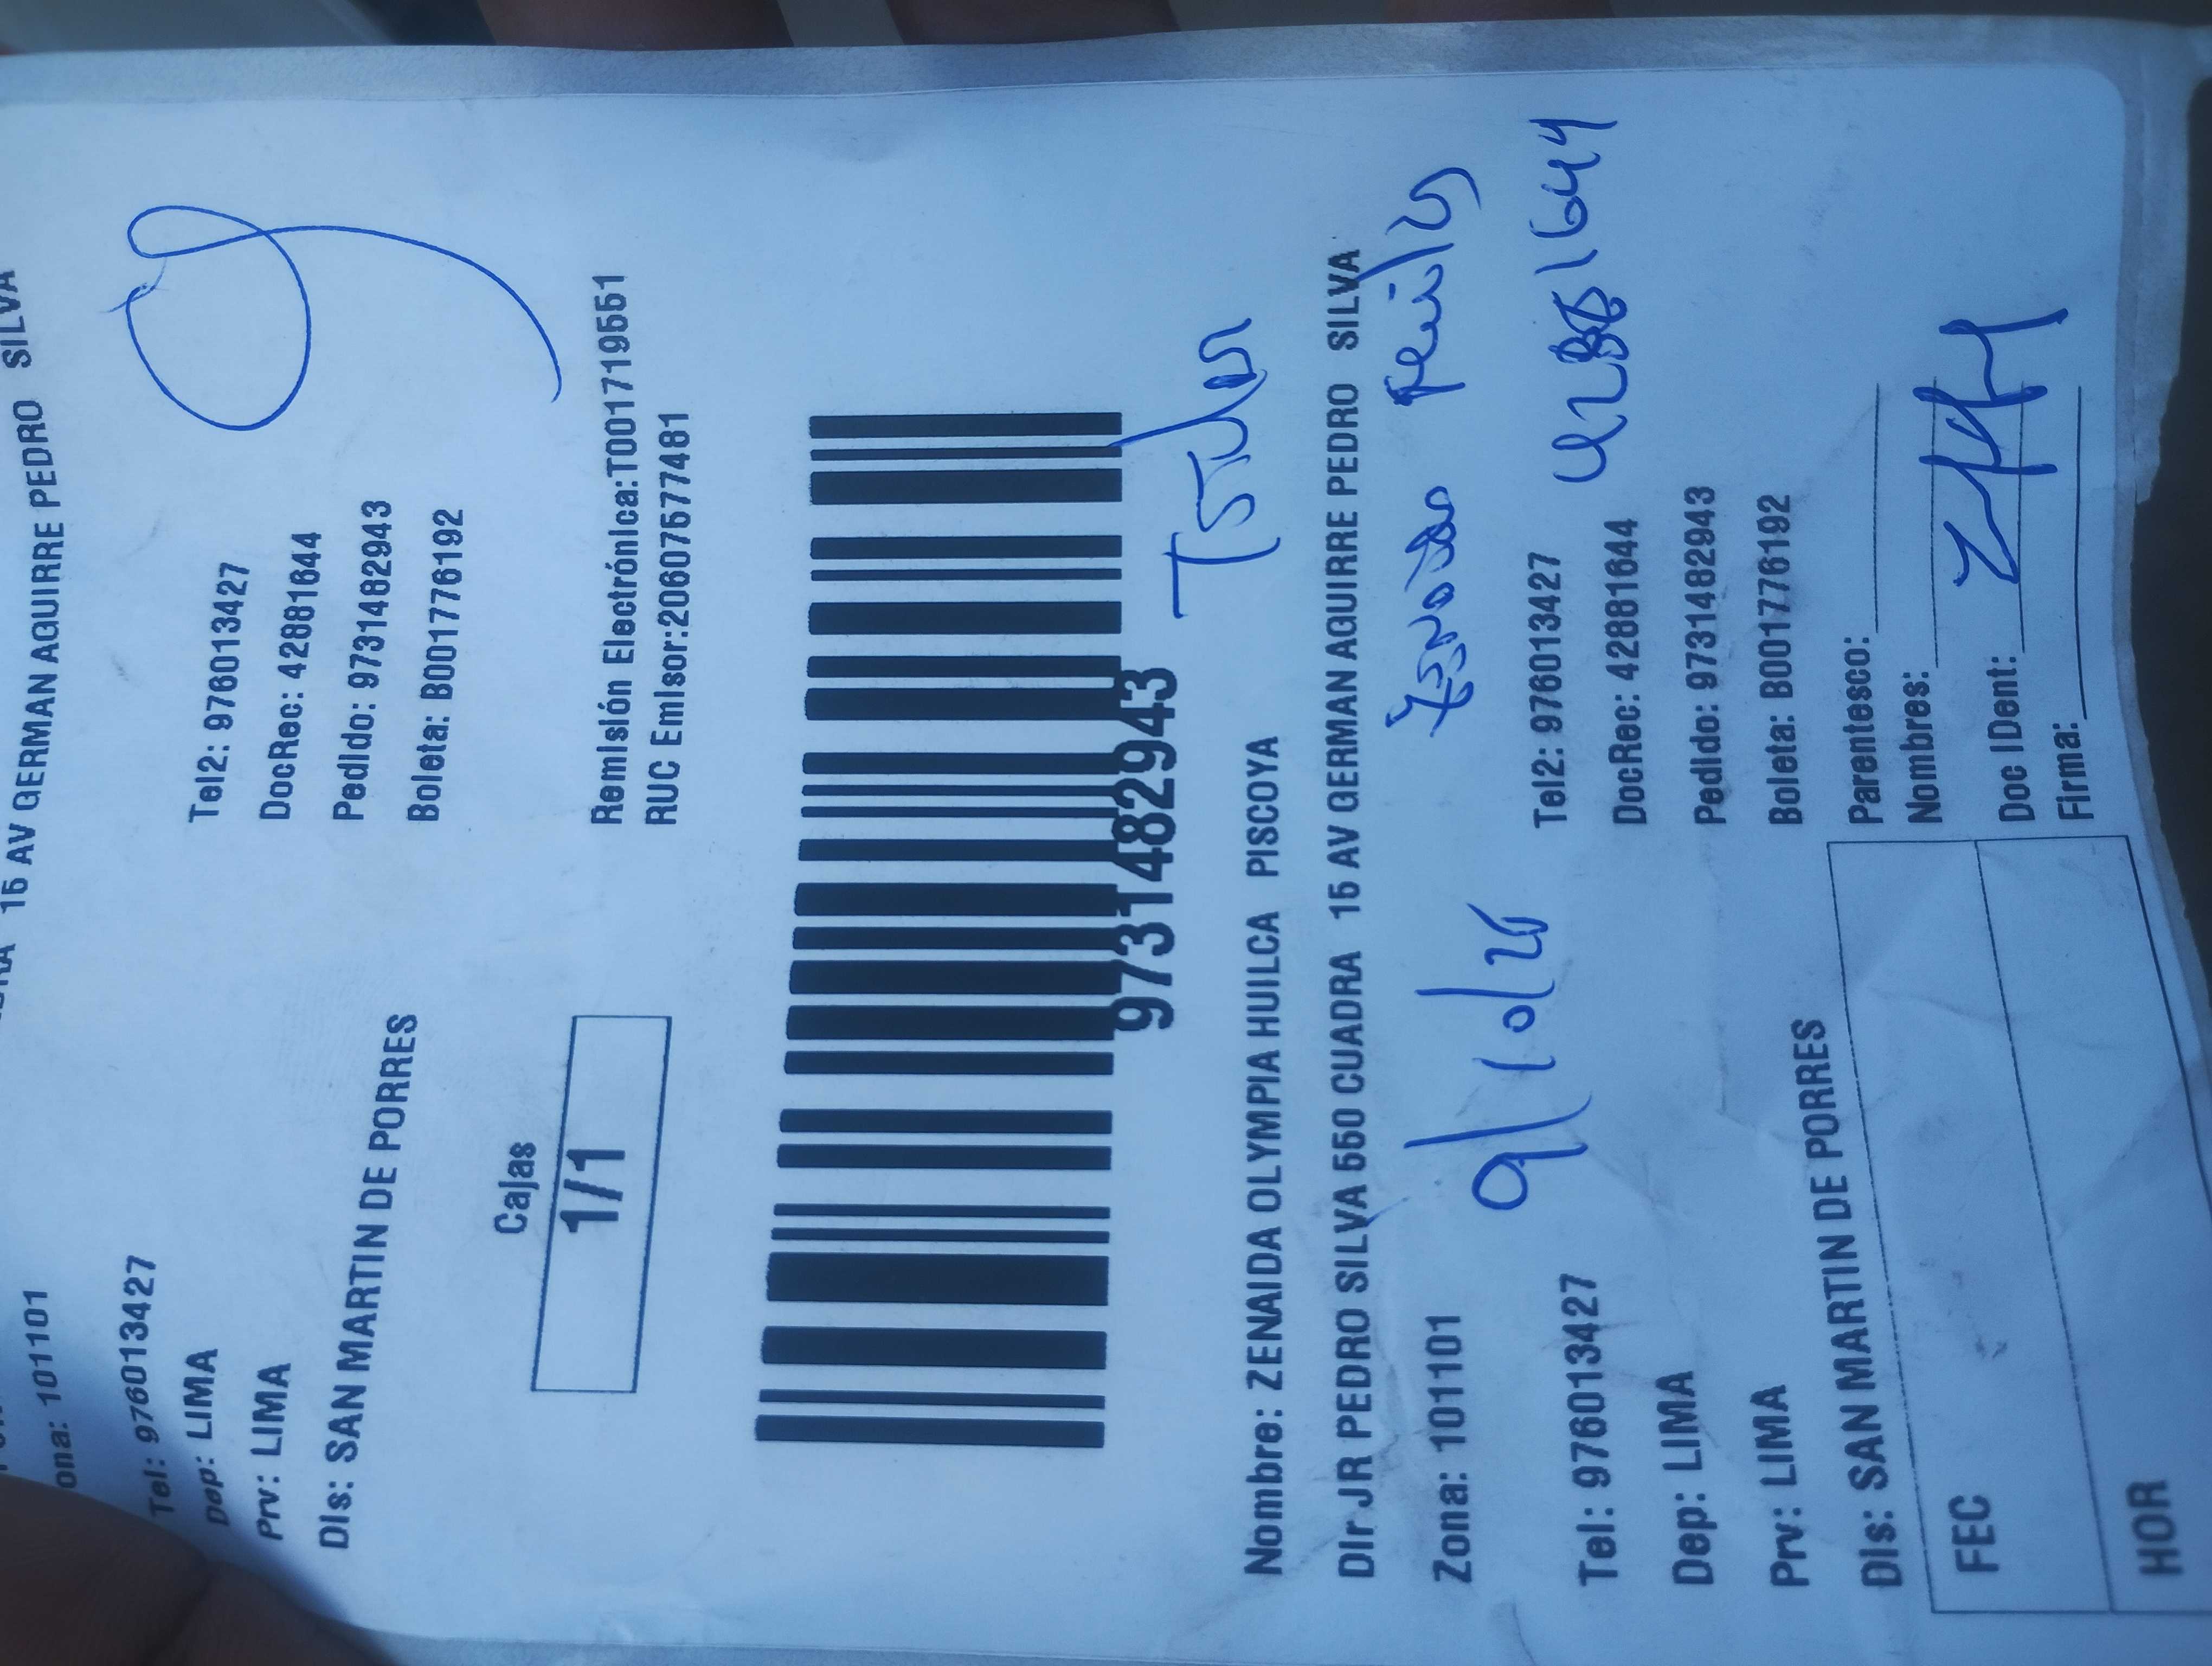 15 AV GERMAN AGUIRRE PEDRO SILVA
ona: 101101
Tel: 976013427
Tel2: 976013427
Dep: LIMA
DocRec: 42881644
Prv: LIMA
Pedido: 9731482943
Dis: SAN MARTIN DE PORRES
Boleta: B001776192
Cajas
1/1
Remisión Electrónica:T001719551
RUC Emisor:20607577481
9731482943
Nombre: ZENAIDA OLYMPIA HUILCA PISCOYA
Dir JR PEDRO SILVA 550 CUADRA 15 AV GERMAN AGUIRRE PEDRO SILVA
Zona: 101101
9/10/25
Tel: 976013427
Tel2: 976013427
Dep: LIMA
DocRec: 42881644
Prv: LIMA
Pedido: 9731482943
Dis: SAN MARTIN DE PORRES
Boleta: B001776192
FEC
Parentesco:
Nombres:
HOR
Doc IDent:
Firma: